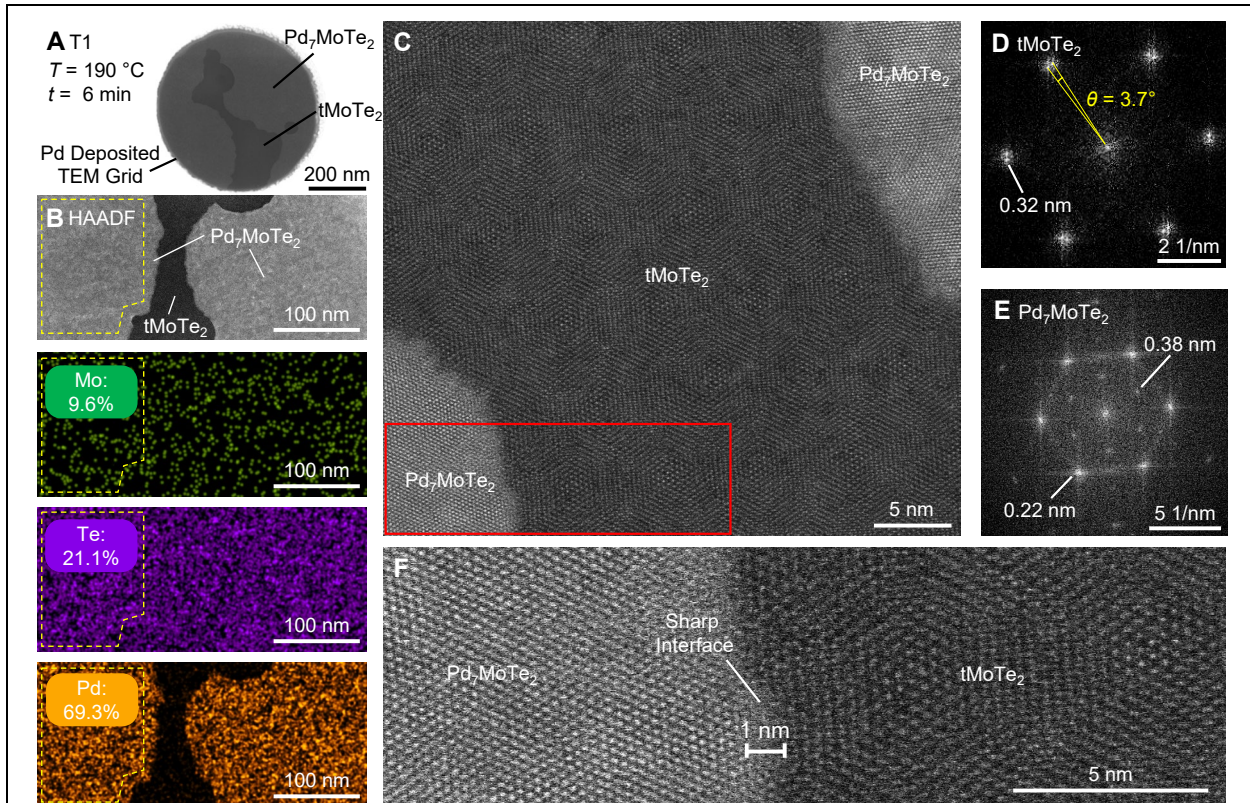 A T1
T = 190 °C
t = 6 min
Pd₇MoTe₂
tMoTe₂
Pd Deposited
TEM Grid
200 nm
B HAADF
Pd₇MoTe₂
tMoTe₂
100 nm
Mo:
9.6%
100 nm
Te:
21.1%
100 nm
Pd:
69.3%
100 nm
C
Pd₇MoTe₂
tMoTe₂
Pd₇MoTe₂
5 nm
D tMoTe₂
θ = 3.7°
0.32 nm
2 1/nm
E Pd₇MoTe₂
0.38 nm
0.22 nm
5 1/nm
F
Sharp
Interface
Pd₇MoTe₂
tMoTe₂
1 nm
5 nm